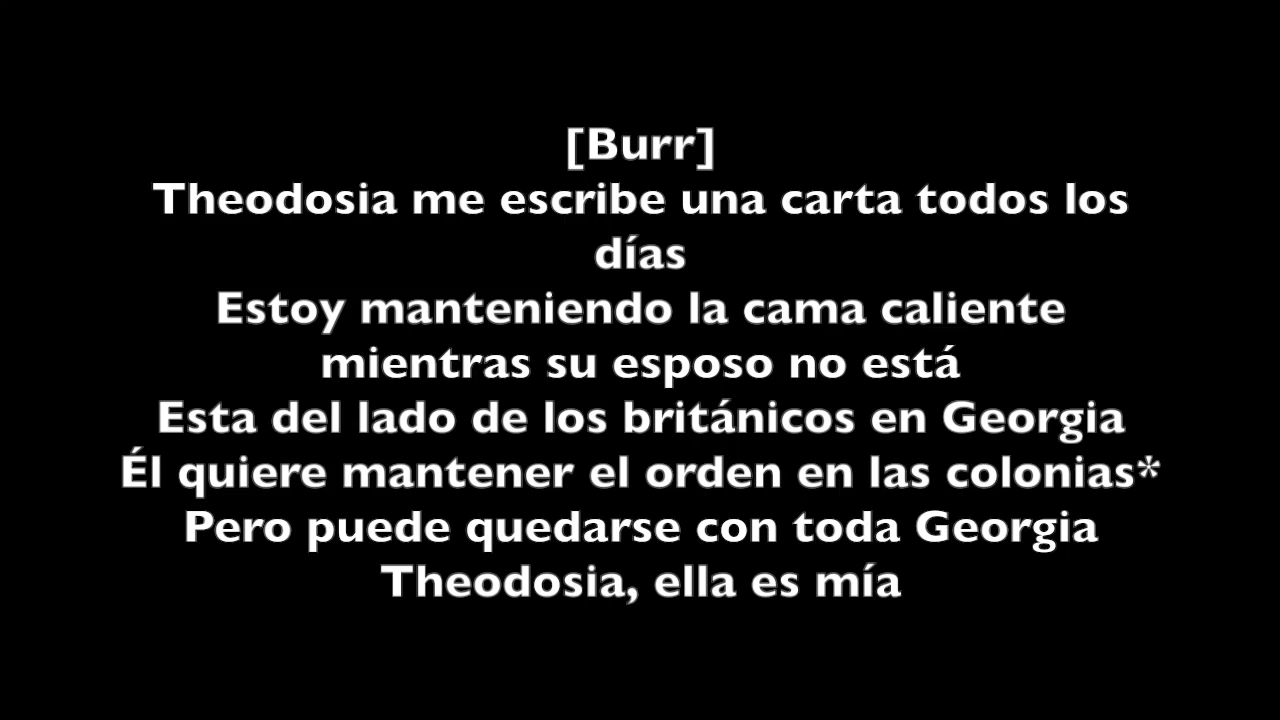 [Burr]
Theodosia me escribe una carta todos los
días
Estoy manteniendo la cama caliente
mientras su esposo no está
Esta del lado de los británicos en Georgia
Él quiere mantener el orden en las colonias*
Pero puede quedarse con toda Georgia
Theodosia, ella es mía